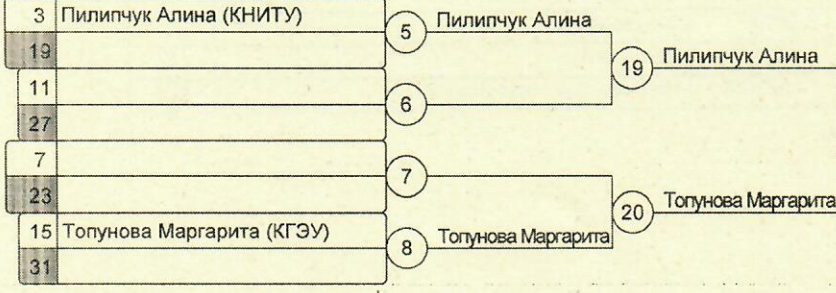 3 Пилипчук Алина (КНИТУ)
5 Пилипчук Алина
19
19 Пилипчук Алина
11
6
27
7
7
23
20 Топунова Маргарита
15 Топунова Маргарита (КГЭУ)
8 Топунова Маргарита
31